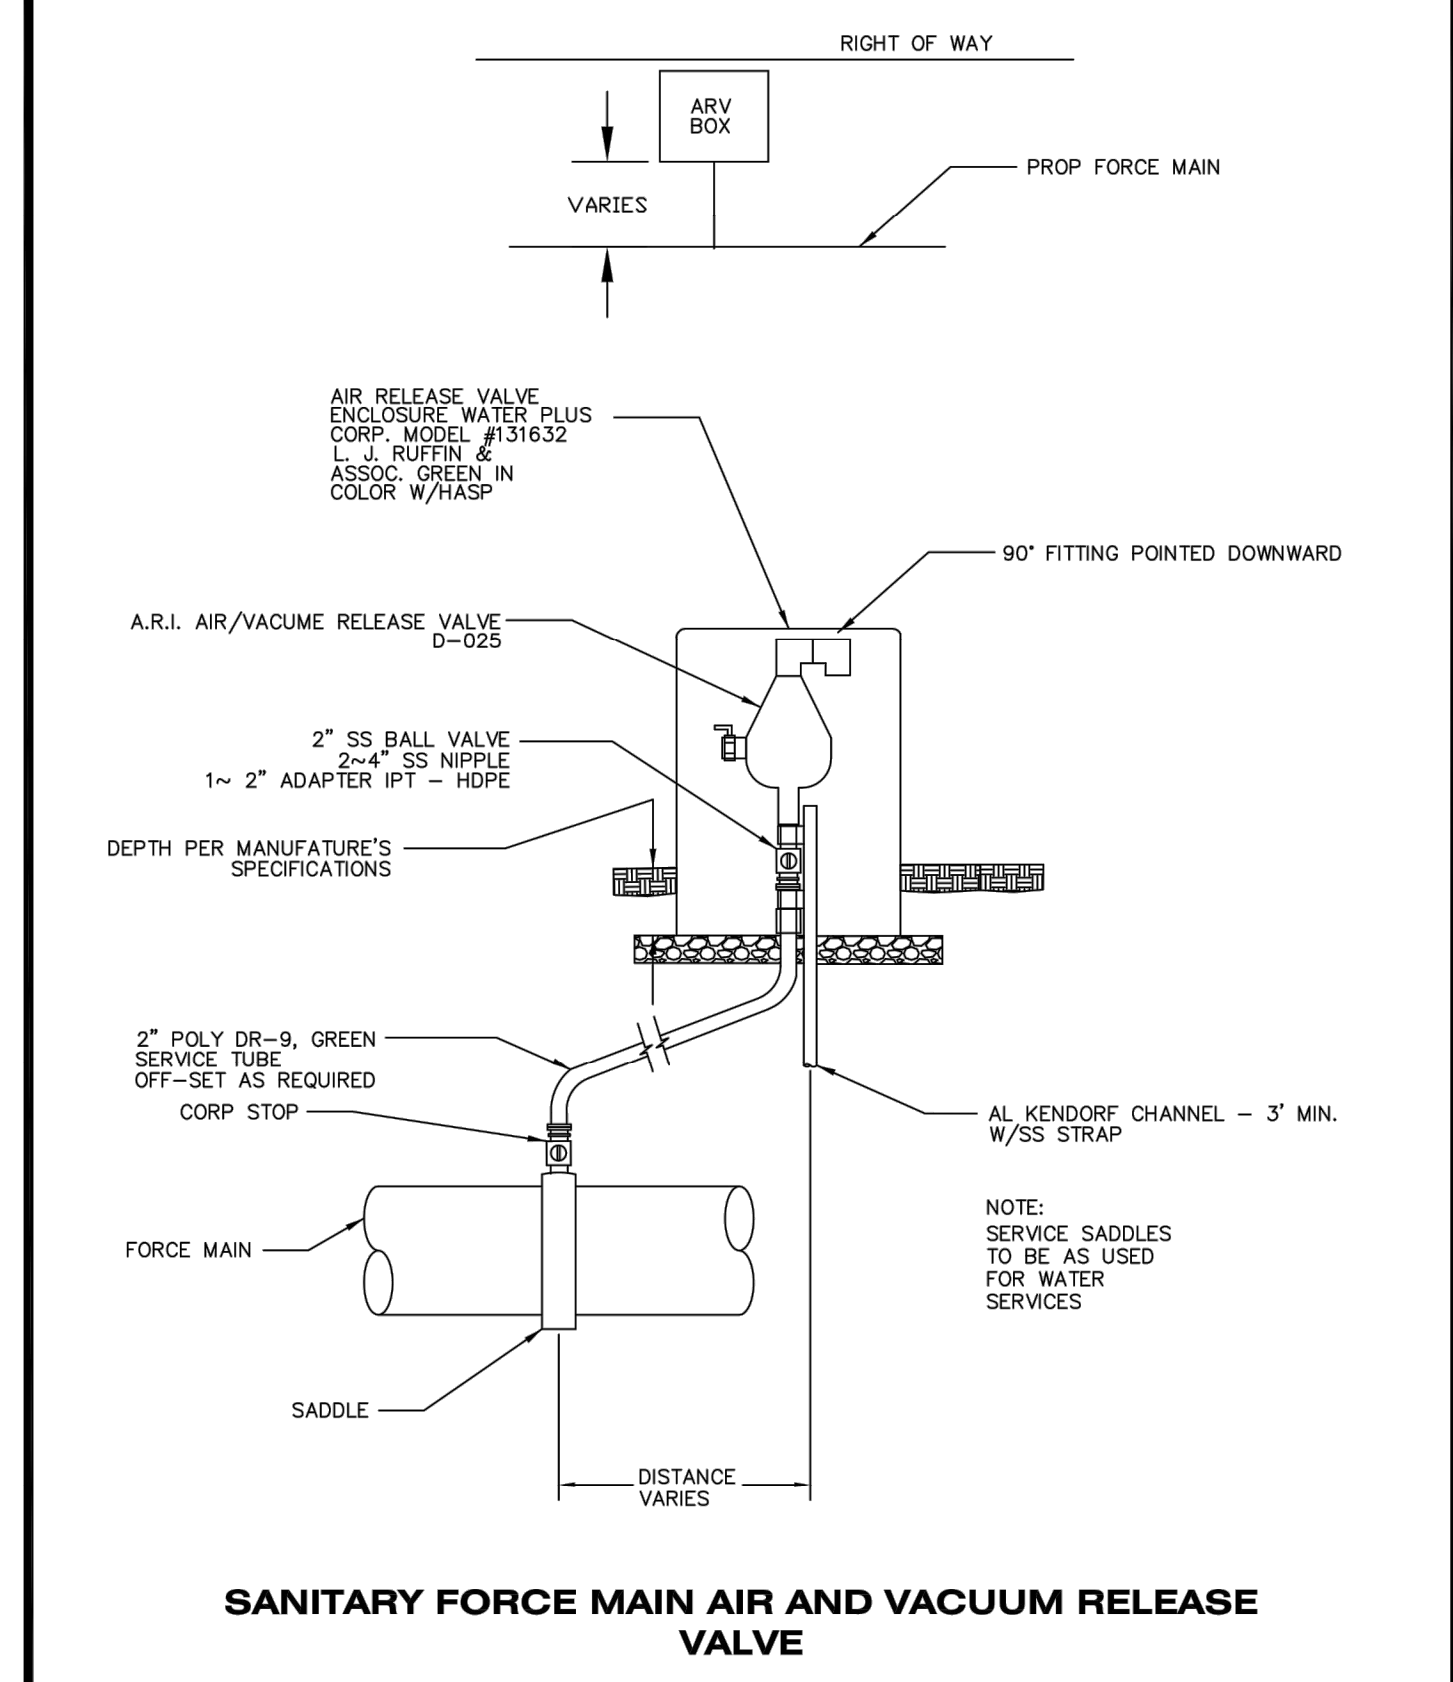 RIGHT OF WAY
ARV
BOX
PROP FORCE MAIN
VARIES
AIR RELEASE VALVE
ENCLOSURE WATER PLUS
CORP. MODEL #131632
L. J. RUFFIN &
ASSOC. GREEN IN
COLOR W/HASP
90° FITTING POINTED DOWNWARD
A.R.I. AIR/VACUME RELEASE VALVE
D-025
2" SS BALL VALVE
2~4" SS NIPPLE
1~ 2" ADAPTER IPT - HDPE
DEPTH PER MANUFATURE'S
SPECIFICATIONS
2" POLY DR-9, GREEN
SERVICE TUBE
OFF-SET AS REQUIRED
CORP STOP
AL KENDORF CHANNEL - 3' MIN.
W/SS STRAP
NOTE:
SERVICE SADDLES
TO BE AS USED
FOR WATER
SERVICES
FORCE MAIN
SADDLE
DISTANCE
VARIES
SANITARY FORCE MAIN AIR AND VACUUM RELEASE
VALVE